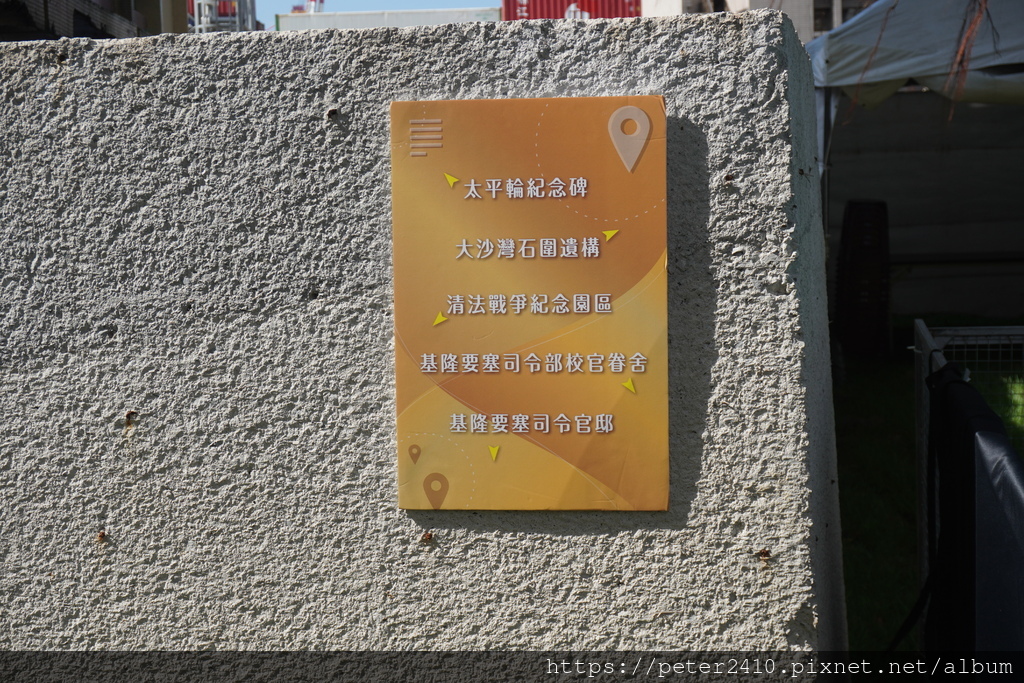 太平輪紀念碑
大沙灣石圍遺構
清法戰爭紀念園區
基隆要塞司令部校官眷舍
基隆要塞司令官邸
https://peter2410.pixnet.net/album